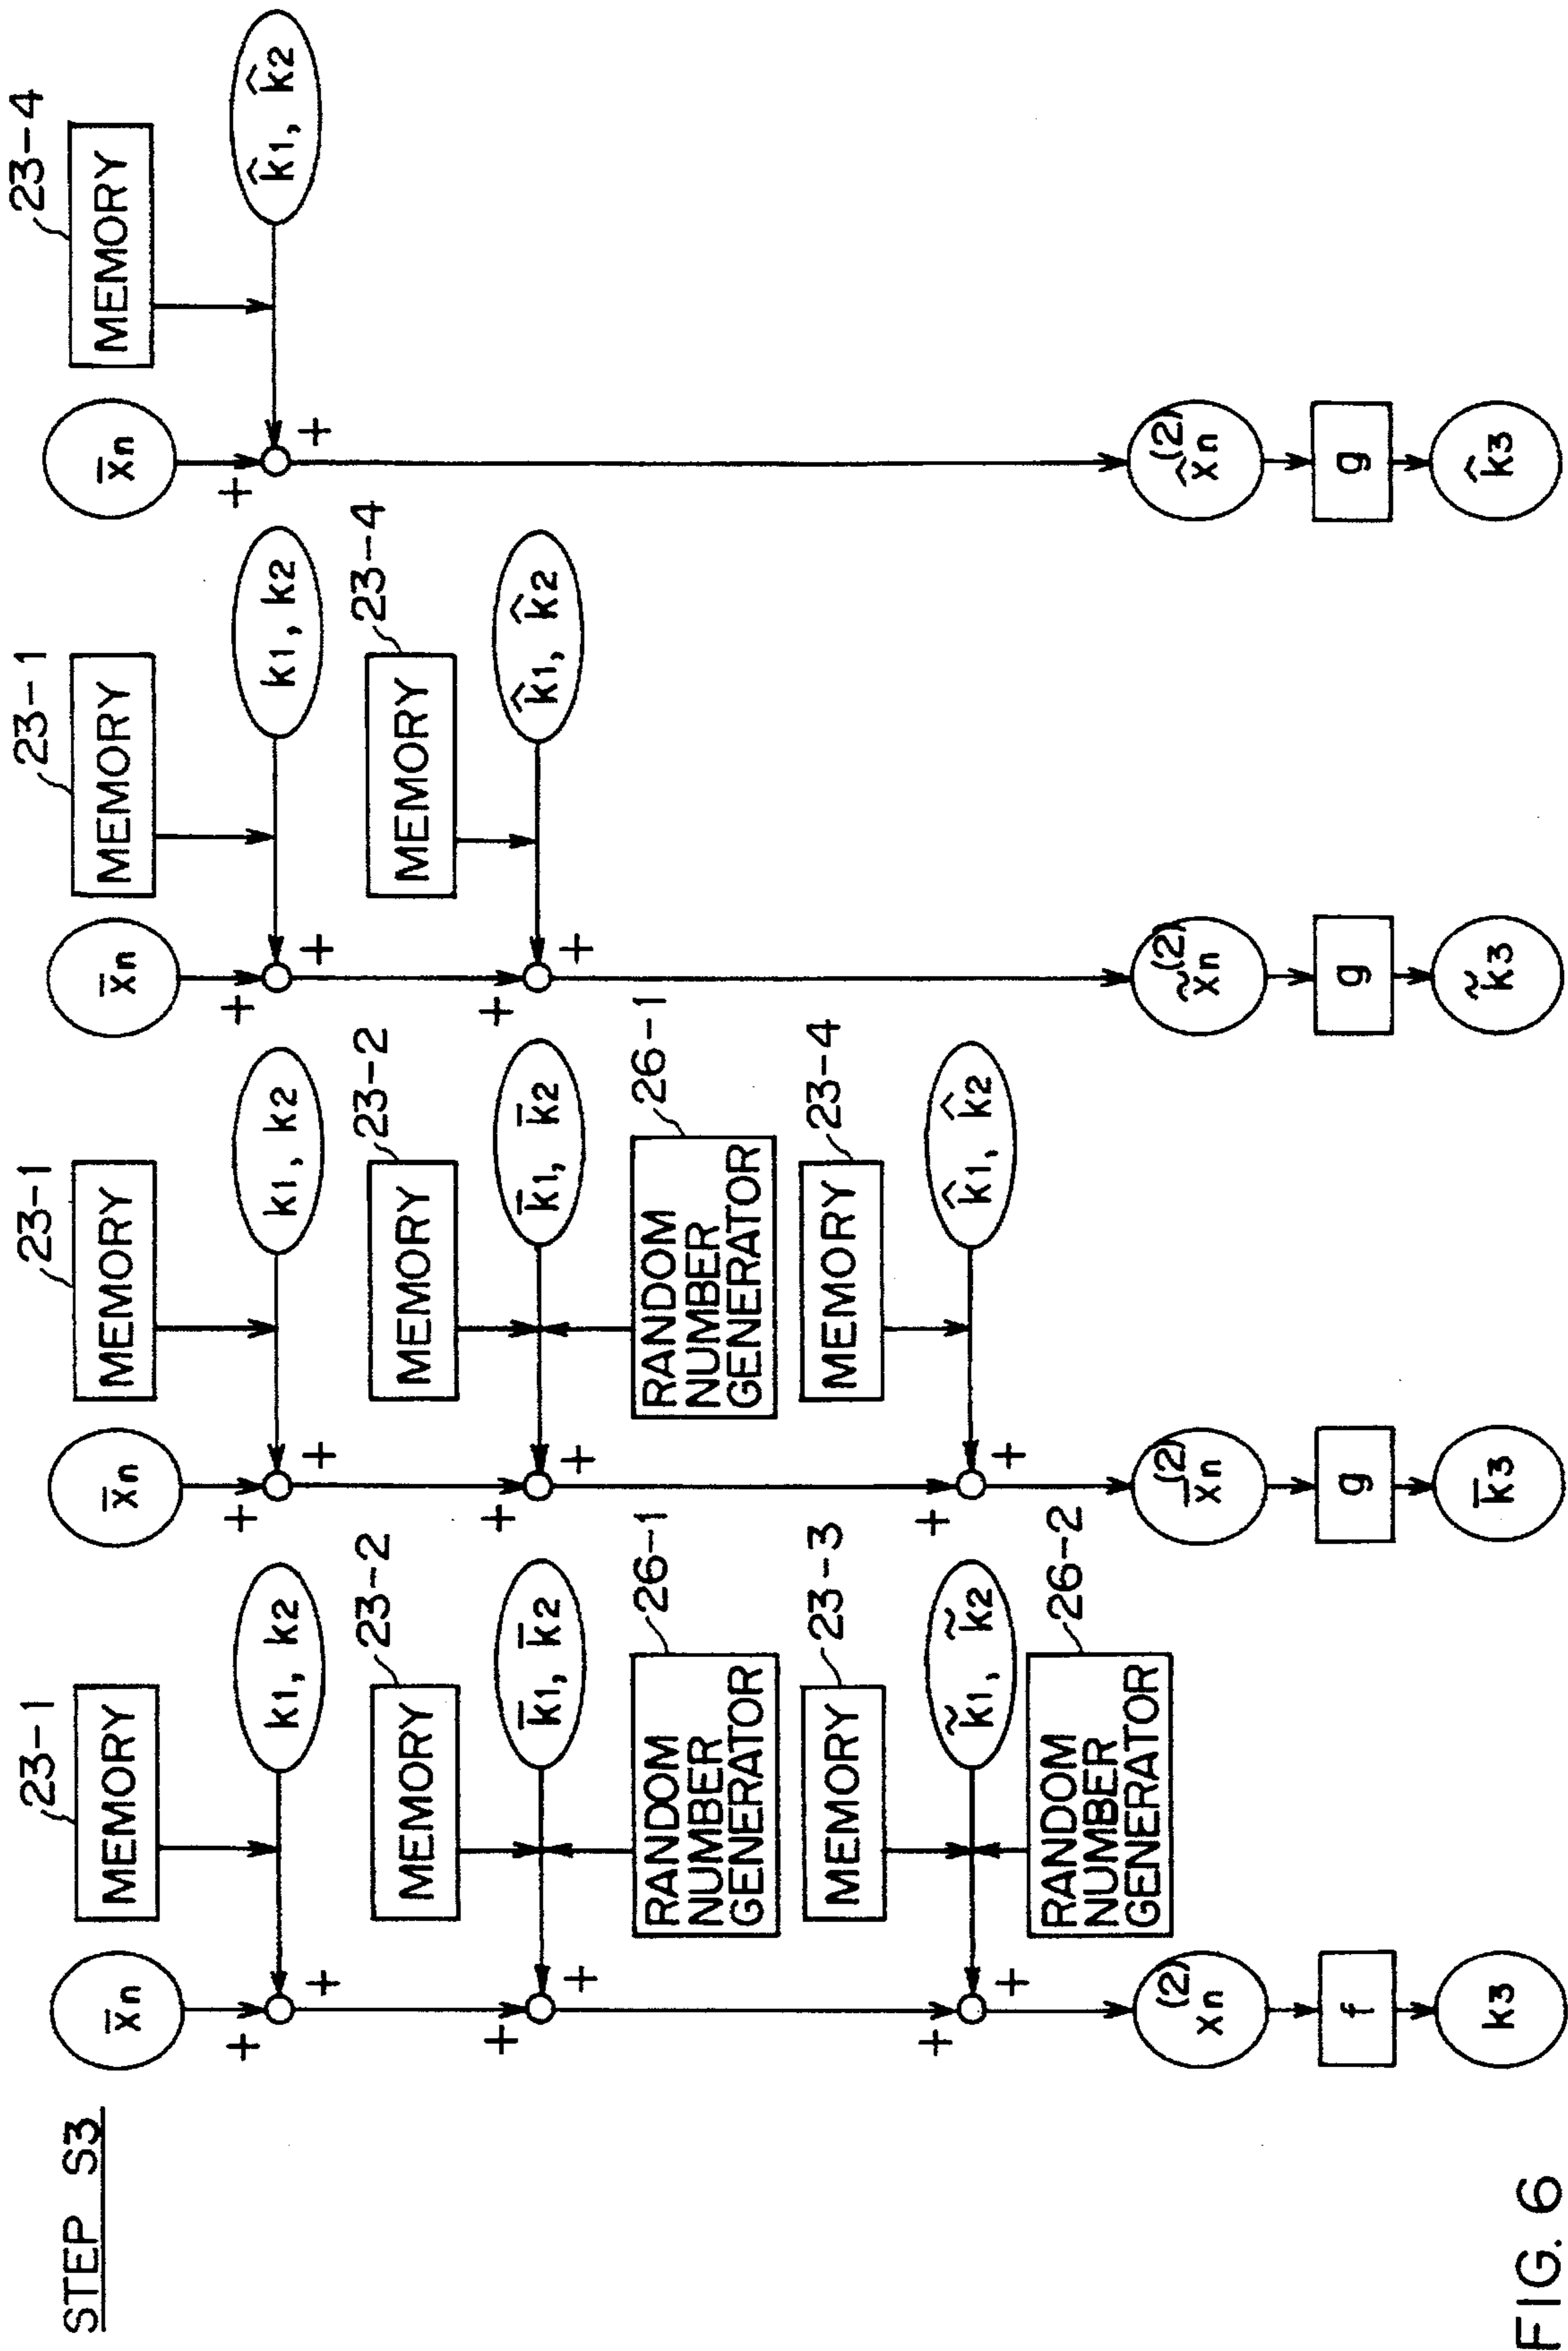 STEP S3
x̄n
23-1
MEMORY
k1, k2
+
+
23-2
MEMORY
k̄1, k̄2
+
+
26-1
RANDOM
NUMBER
GENERATOR
23-3
MEMORY
k̃1, k̃2
+
+
26-2
RANDOM
NUMBER
GENERATOR
xn(2)
f
k3
x̄n
23-1
MEMORY
k1, k2
+
+
23-2
MEMORY
k̄1, k̄2
+
+
26-1
RANDOM
NUMBER
GENERATOR
23-4
MEMORY
k̂1, k̂2
+
+
x̄n(2)
g
k̄3
x̄n
23-1
MEMORY
k1, k2
+
+
23-4
MEMORY
k̂1, k̂2
+
+
x̃n(2)
g
k̃3
x̄n
23-4
MEMORY
k̂1, k̂2
+
+
x̂n(2)
g
k̂3
FIG. 6